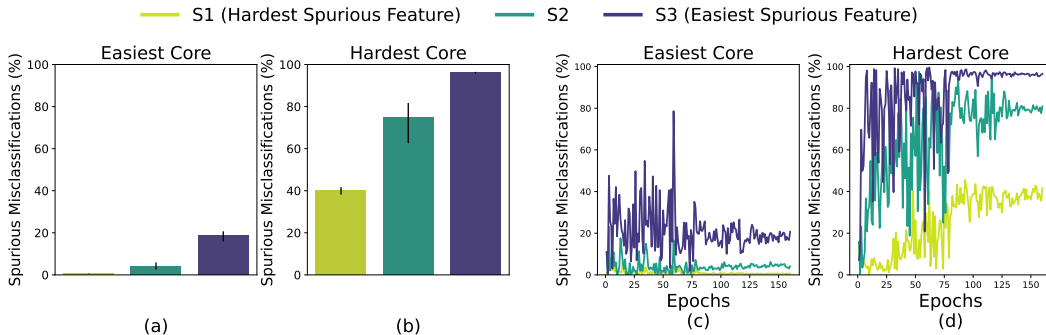 S1 (Hardest Spurious Feature) S2 S3 (Easiest Spurious Feature)
Easiest Core
Spurious Misclassifications (%)
100
80
60
40
20
0
(a)
Hardest Core
Spurious Misclassifications (%)
100
80
60
40
20
0
(b)
Easiest Core
Spurious Misclassifications (%)
100
80
60
40
20
0
0 25 50 75 100 125 150
Epochs
(c)
Hardest Core
Spurious Misclassifications (%)
100
80
60
40
20
0
0 25 50 75 100 125 150
Epochs
(d)